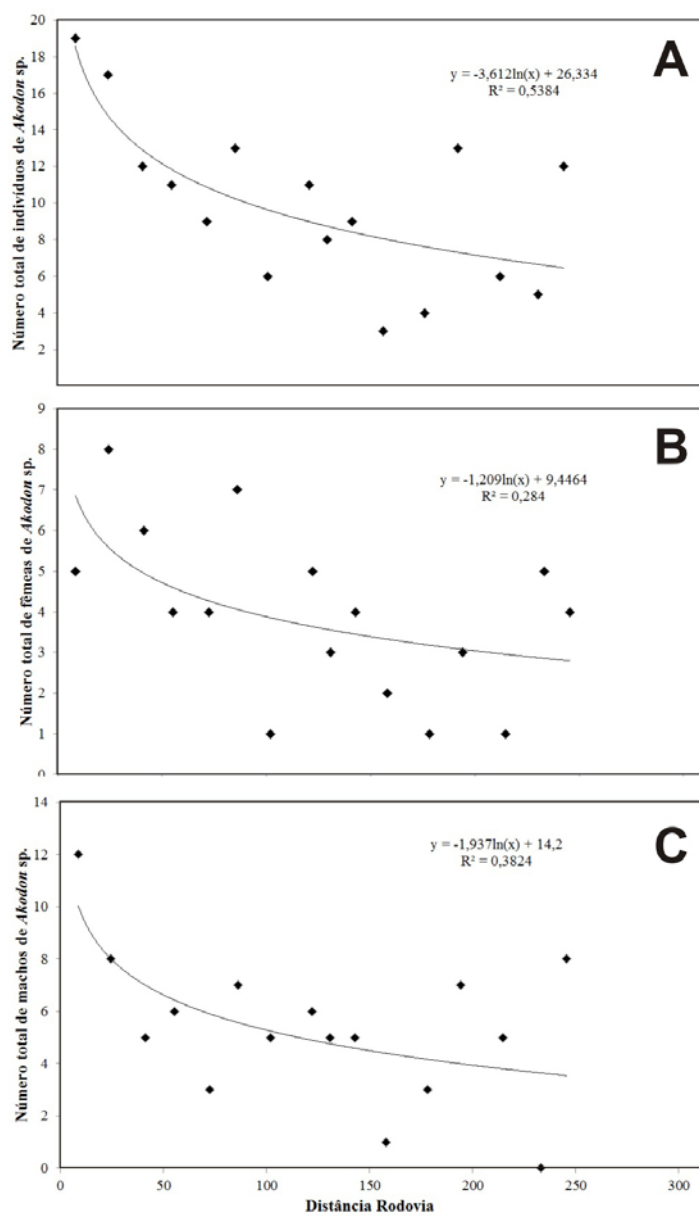 A
Número total de indivíduos de Akodon sp.
20
18
16
14
12
10
8
6
4
2
y = -3,612ln(x) + 26,334
R² = 0,5384
B
Número total de fêmeas de Akodon sp.
9
8
7
6
5
4
3
2
1
0
y = -1,209ln(x) + 9,4464
R² = 0,284
C
Número total de machos de Akodon sp.
14
12
10
8
6
4
2
0
y = -1,937ln(x) + 14,2
R² = 0,3824
0 50 100 150 200 250 300
Distância Rodovia